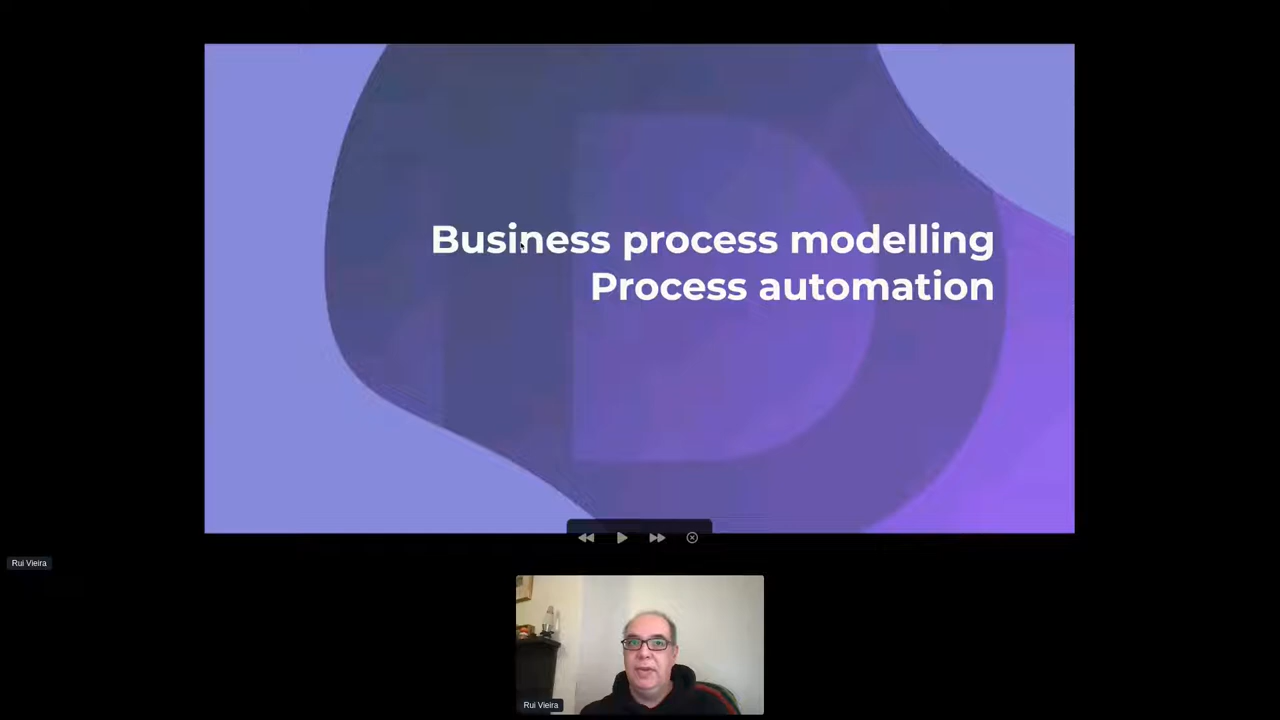 Business process modelling
Process automation
Rui Vieira
Rui Vieira